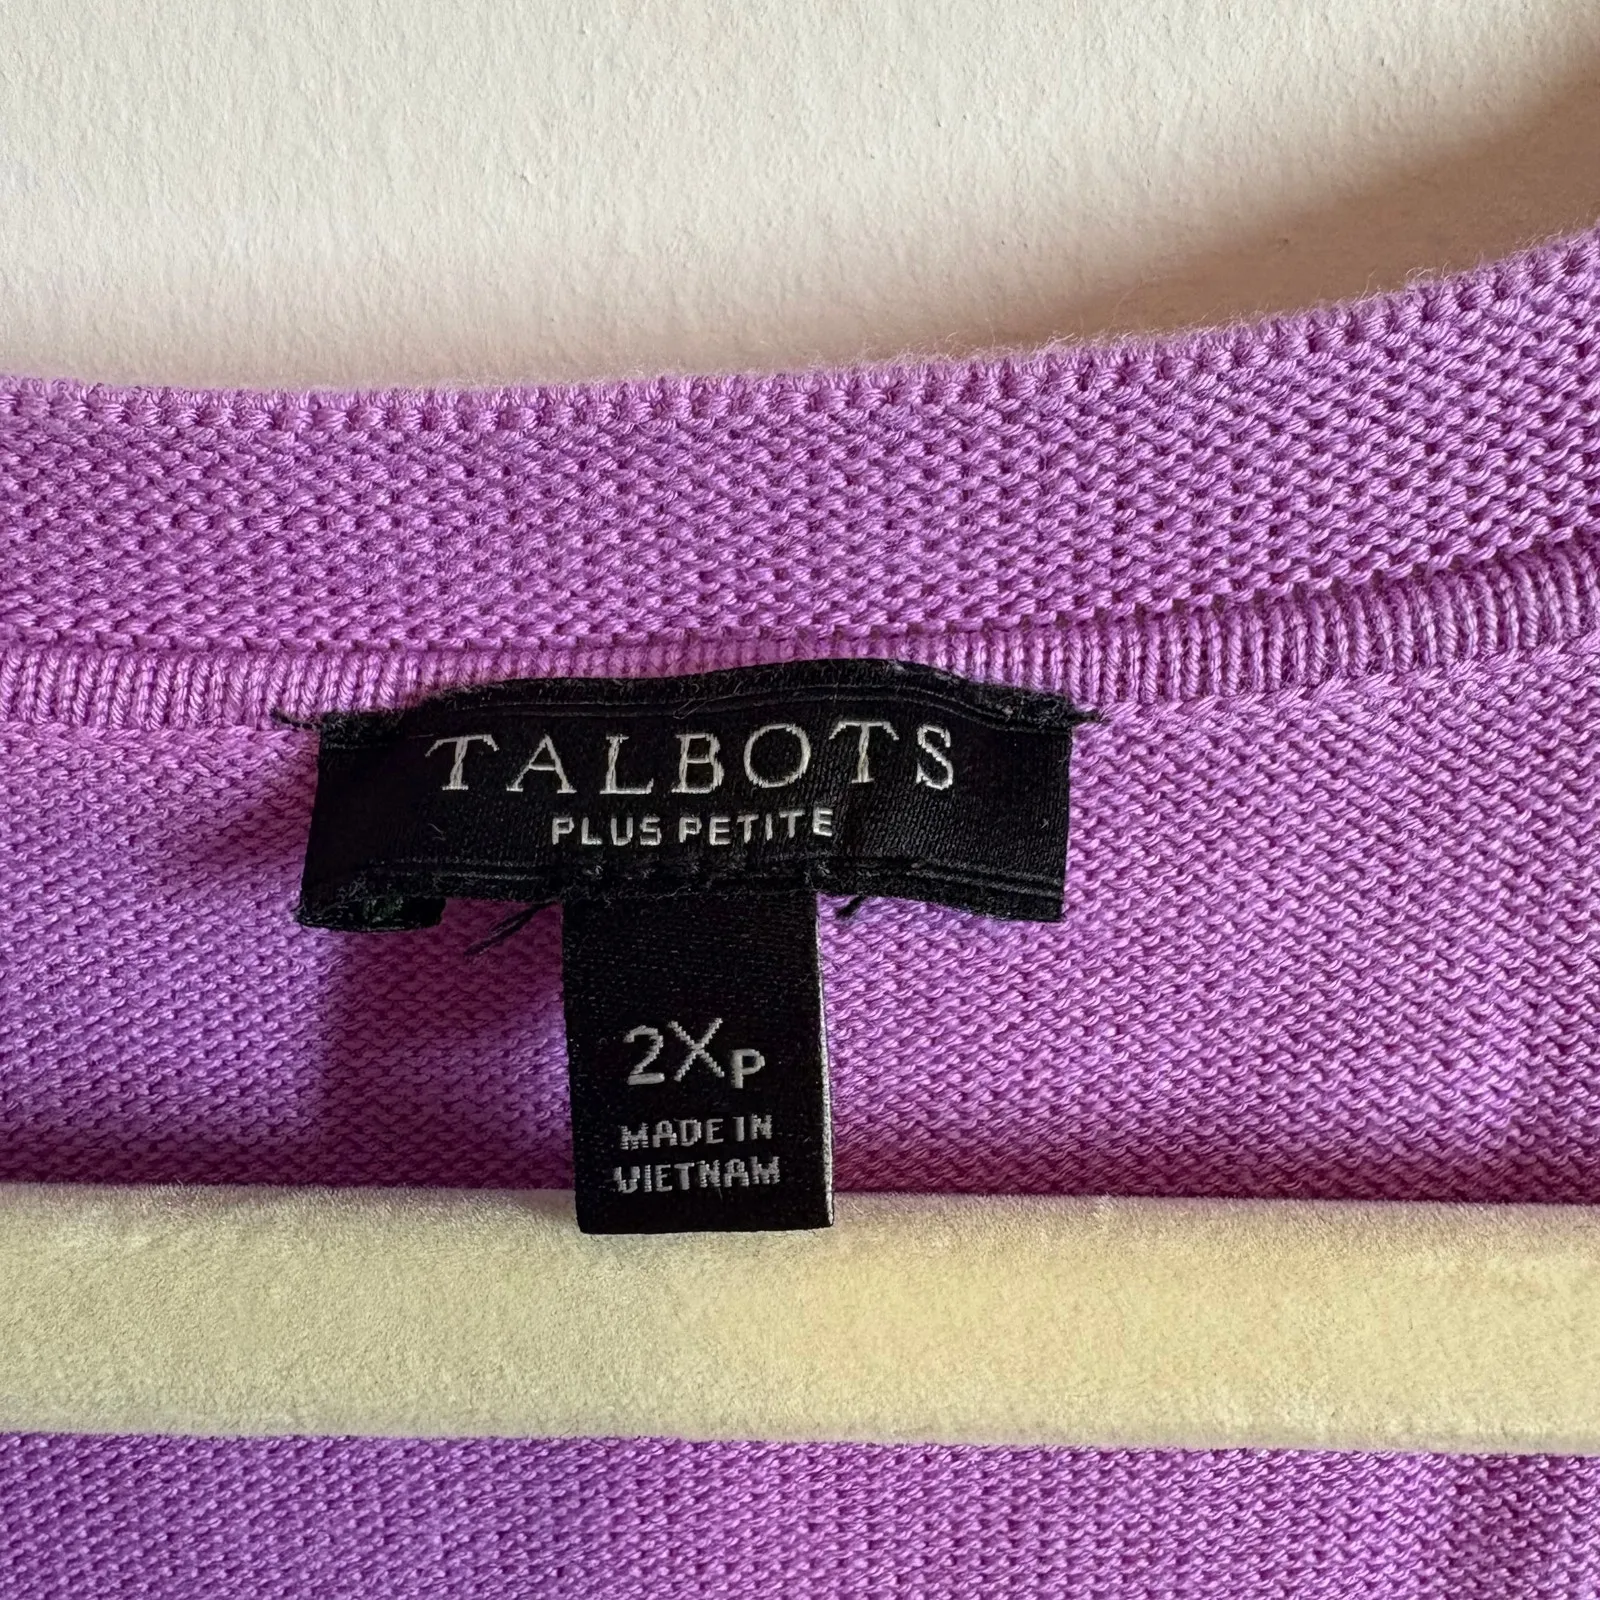 TALBOTS
PLUS PETITE
2XP
MADE IN
VIETNAM